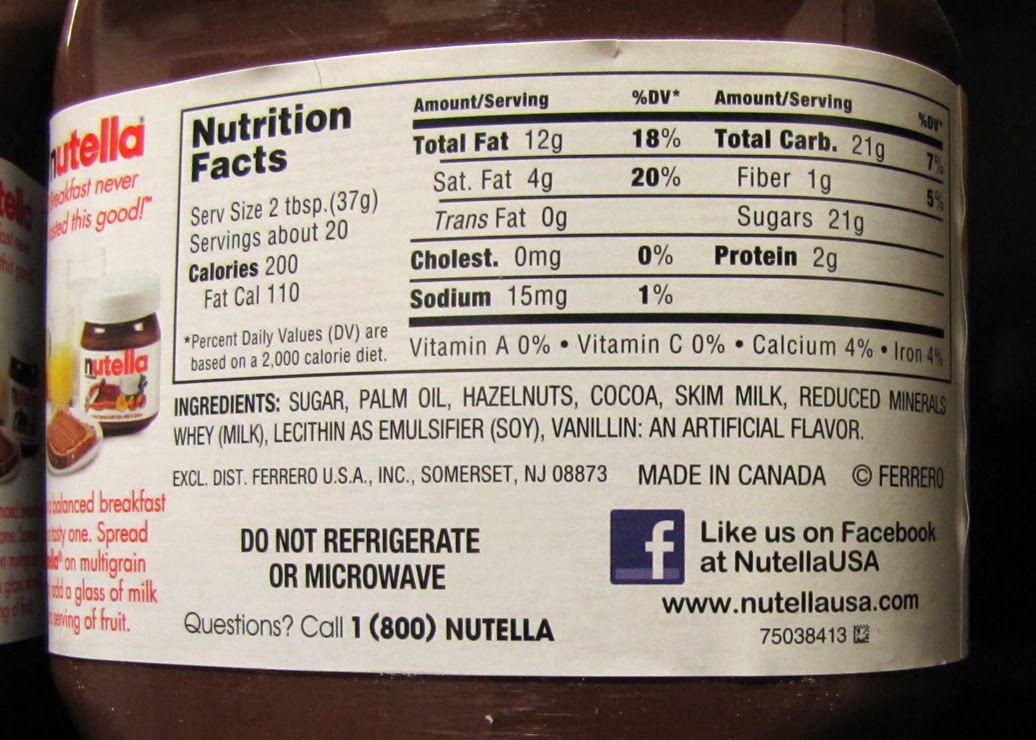 nutella
breakfast never
this good!™
nutella
balanced breakfast
tasty one. Spread
on multigrain
add a glass of milk
serving of fruit.
Nutrition
Facts
Serv Size 2 tbsp.(37g)
Servings about 20
Calories 200
Fat Cal 110
*Percent Daily Values (DV) are
based on a 2,000 calorie diet.
Amount/Serving %DV* Amount/Serving %DV*
Total Fat 12g 18% Total Carb. 21g 7%
Sat. Fat 4g 20% Fiber 1g 5%
Trans Fat 0g Sugars 21g
Cholest. 0mg 0% Protein 2g
Sodium 15mg 1%
Vitamin A 0% • Vitamin C 0% • Calcium 4% • Iron 4%
INGREDIENTS: SUGAR, PALM OIL, HAZELNUTS, COCOA, SKIM MILK, REDUCED MINERALS
WHEY (MILK), LECITHIN AS EMULSIFIER (SOY), VANILLIN: AN ARTIFICIAL FLAVOR.
EXCL. DIST. FERRERO U.S.A., INC., SOMERSET, NJ 08873 MADE IN CANADA © FERRERO
DO NOT REFRIGERATE
OR MICROWAVE
Questions? Call 1 (800) NUTELLA
f
Like us on Facebook
at NutellaUSA
www.nutellausa.com
75038413